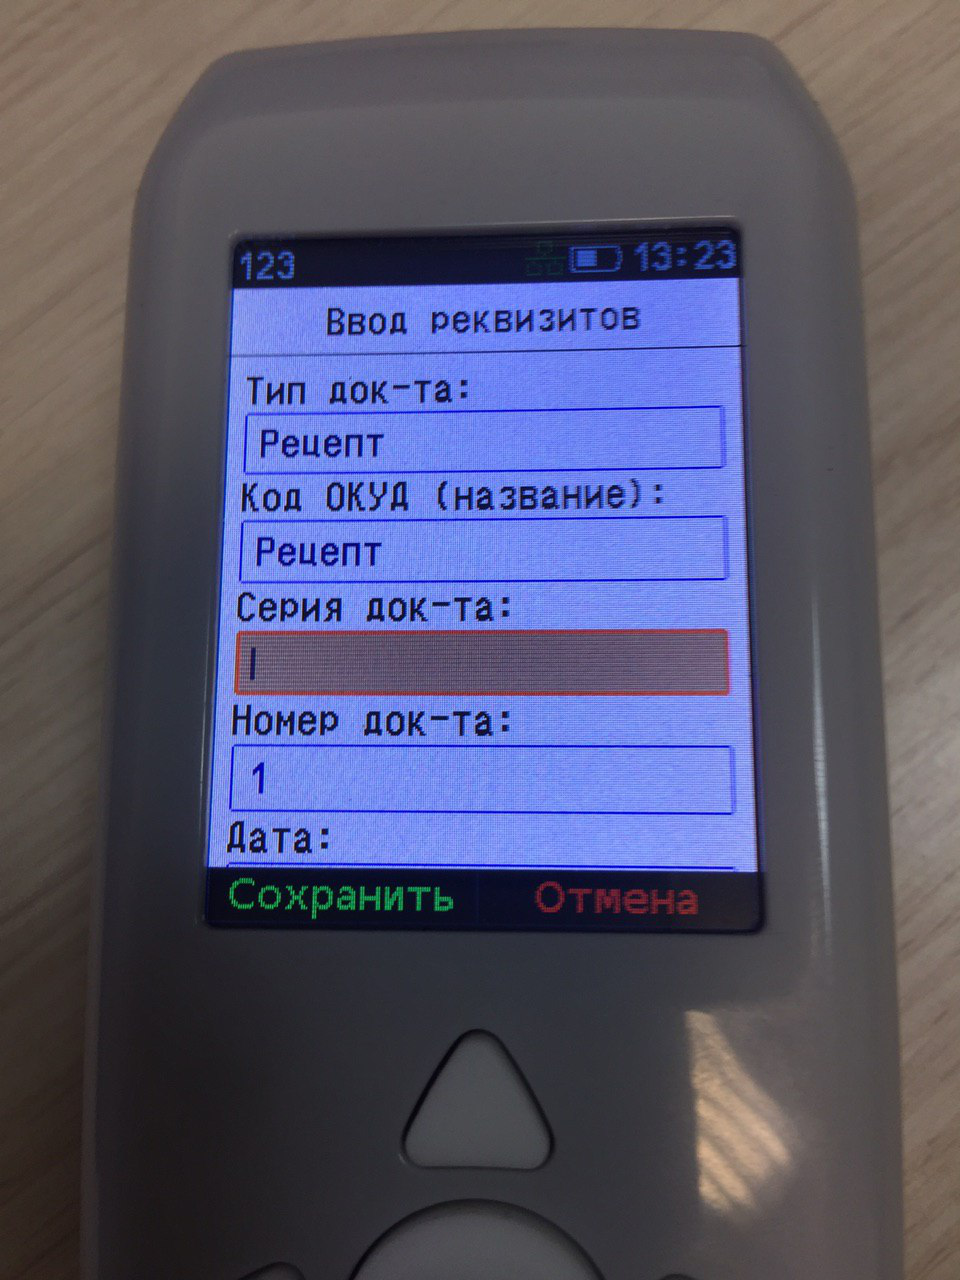 123 13:23
Ввод реквизитов
Тип док-та:
Рецепт
Код ОКУД (название):
Рецепт
Серия док-та:
Номер док-та:
1
Дата:
Сохранить Отмена